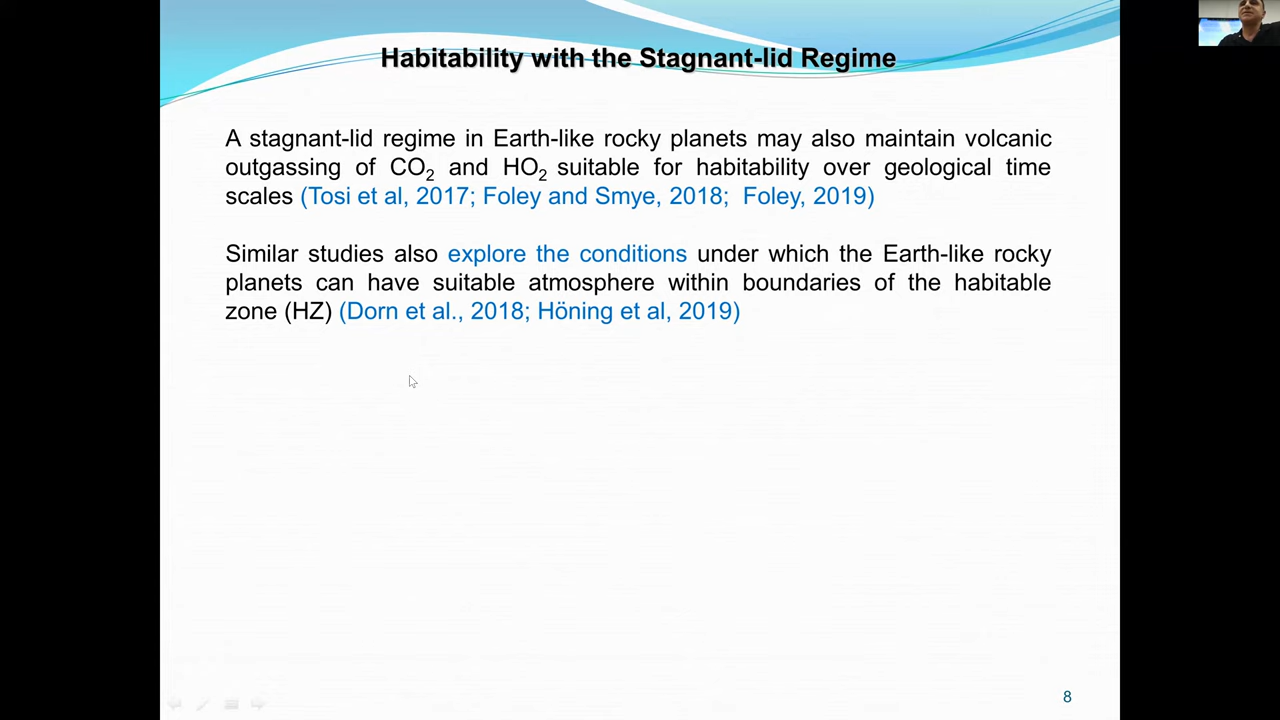 Habitability with the Stagnant-lid Regime
A stagnant-lid regime in Earth-like rocky planets may also maintain volcanic
outgassing of CO₂ and HO₂ suitable for habitability over geological time
scales (Tosi et al, 2017; Foley and Smye, 2018; Foley, 2019)
Similar studies also explore the conditions under which the Earth-like rocky
planets can have suitable atmosphere within boundaries of the habitable
zone (HZ) (Dorn et al., 2018; Höning et al, 2019)
8